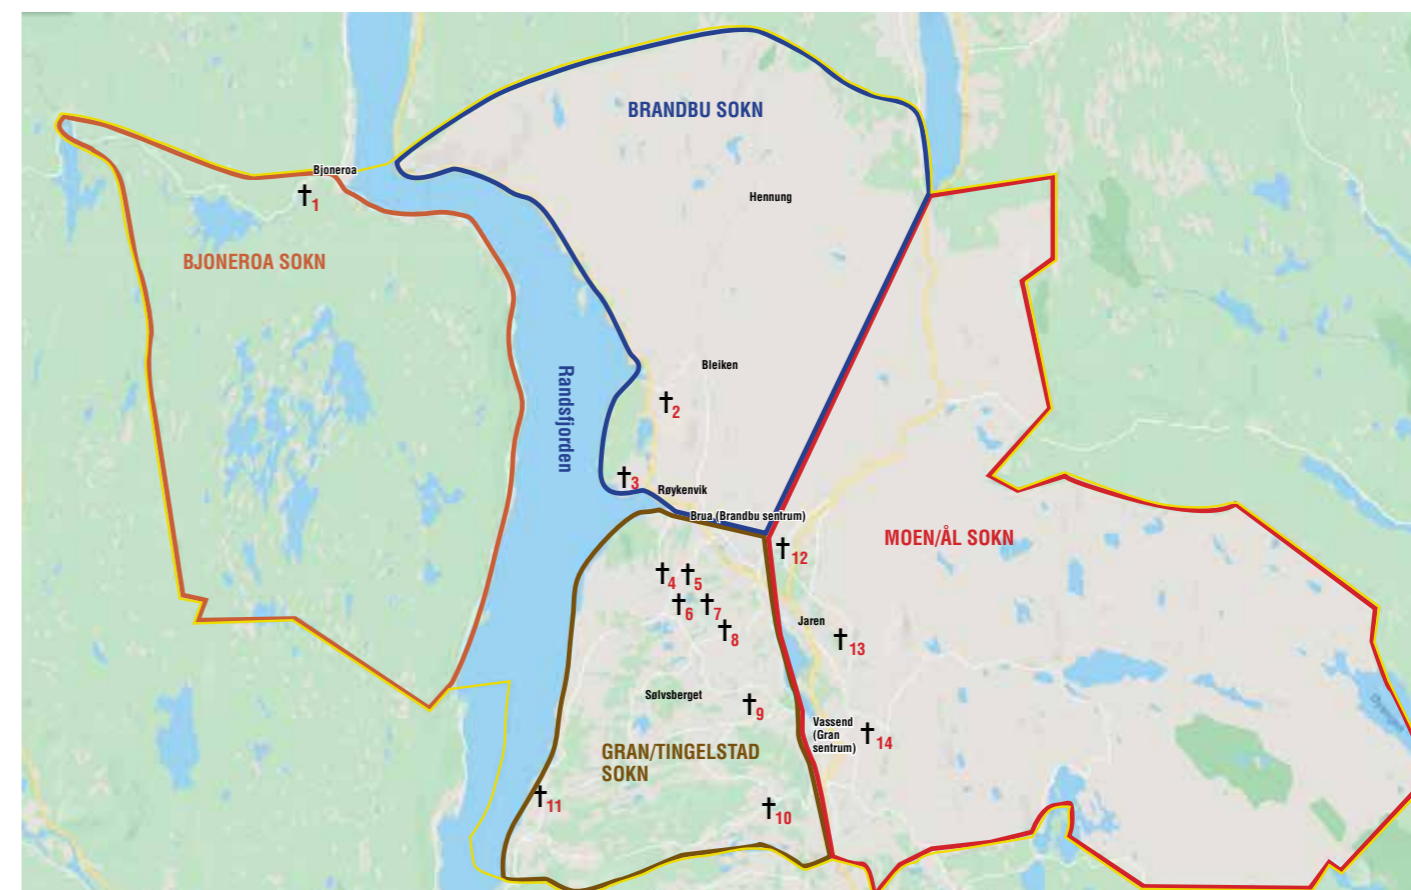 BRANDBU SOKN
Bjoneroa
†1
Hennung
BJONEROA SOKN
Randsfjorden
Bleiken
†2
†3
Røykenvik
Brua (Brandbu sentrum)
MOEN/ÅL SOKN
†12
†4
†5
†6
†7
†8
Jaren
†13
Sølvsberget
†9
Vassend
(Gran
sentrum)
†14
GRAN/TINGELSTAD
SOKN
†11
†10